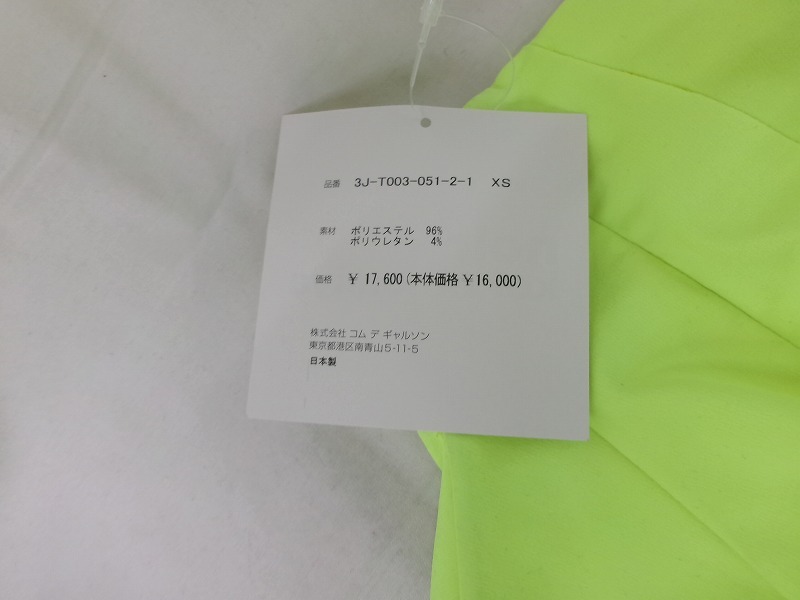 品番 3J-T003-051-2-1 XS
素材 ポリエステル 96%
ポリウレタン 4%
価格 ¥ 17,600(本体価格 ¥16,000)
株式会社 コム デ ギャルソン
東京都港区南青山5-11-5
日本製